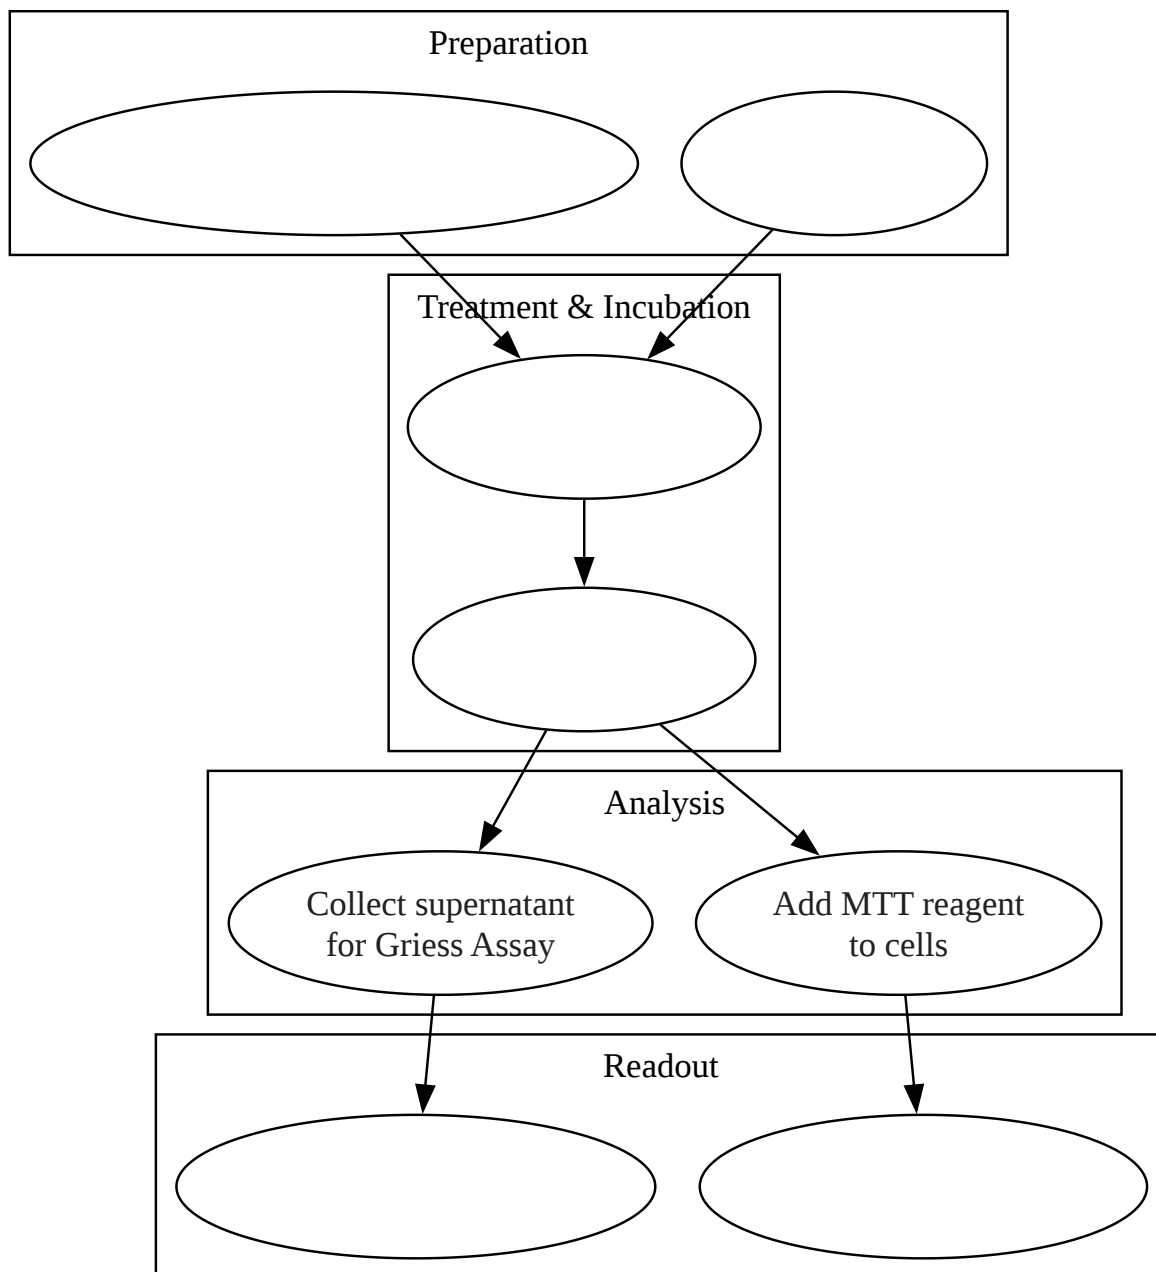 Preparation
Treatment & Incubation
Analysis
Collect supernatant
for Griess Assay
Add MTT reagent
to cells
Readout